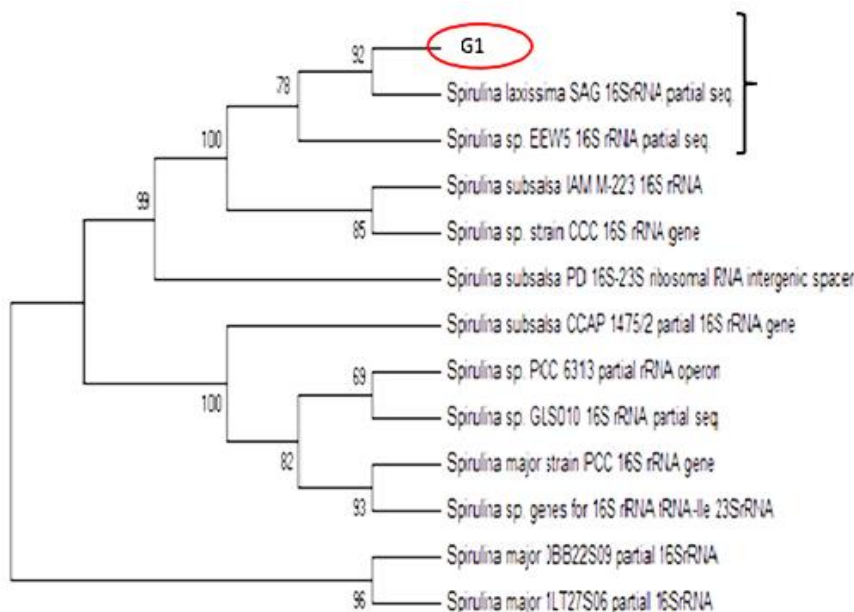 G1
92
Spirulina laxissima SAG 16SrRNA partial seq.
78
Spirulina sp. EEW5 16S rRNA partial seq.
100
Spirulina subsalsa IAM M-223 16S rRNA
99
Spirulina sp. strain CCC 16S rRNA gene
85
Spirulina subsalsa PD 16S-23S ribosomal RNA intergenic spacer
Spirulina subsalsa CCAP 1475/2 partial 16S rRNA gene
Spirulina sp. PCC 6313 partial rRNA operon
69
100
Spirulina sp. GLS010 16S rRNA partial seq.
82
Spirulina major strain PCC 16S rRNA gene
Spirulina sp. genes for 16S rRNA tRNA-Ile 23SrRNA
93
Spirulina major 0BB22S09 partial 16SrRNA
Spirulina major 1LT27S06 partial 16SrRNA
96